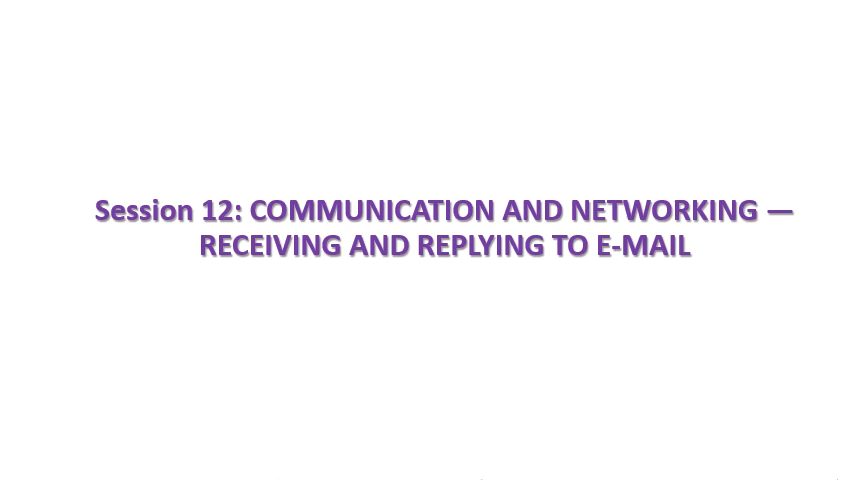 Session 12: COMMUNICATION AND NETWORKING —
RECEIVING AND REPLYING TO E-MAIL